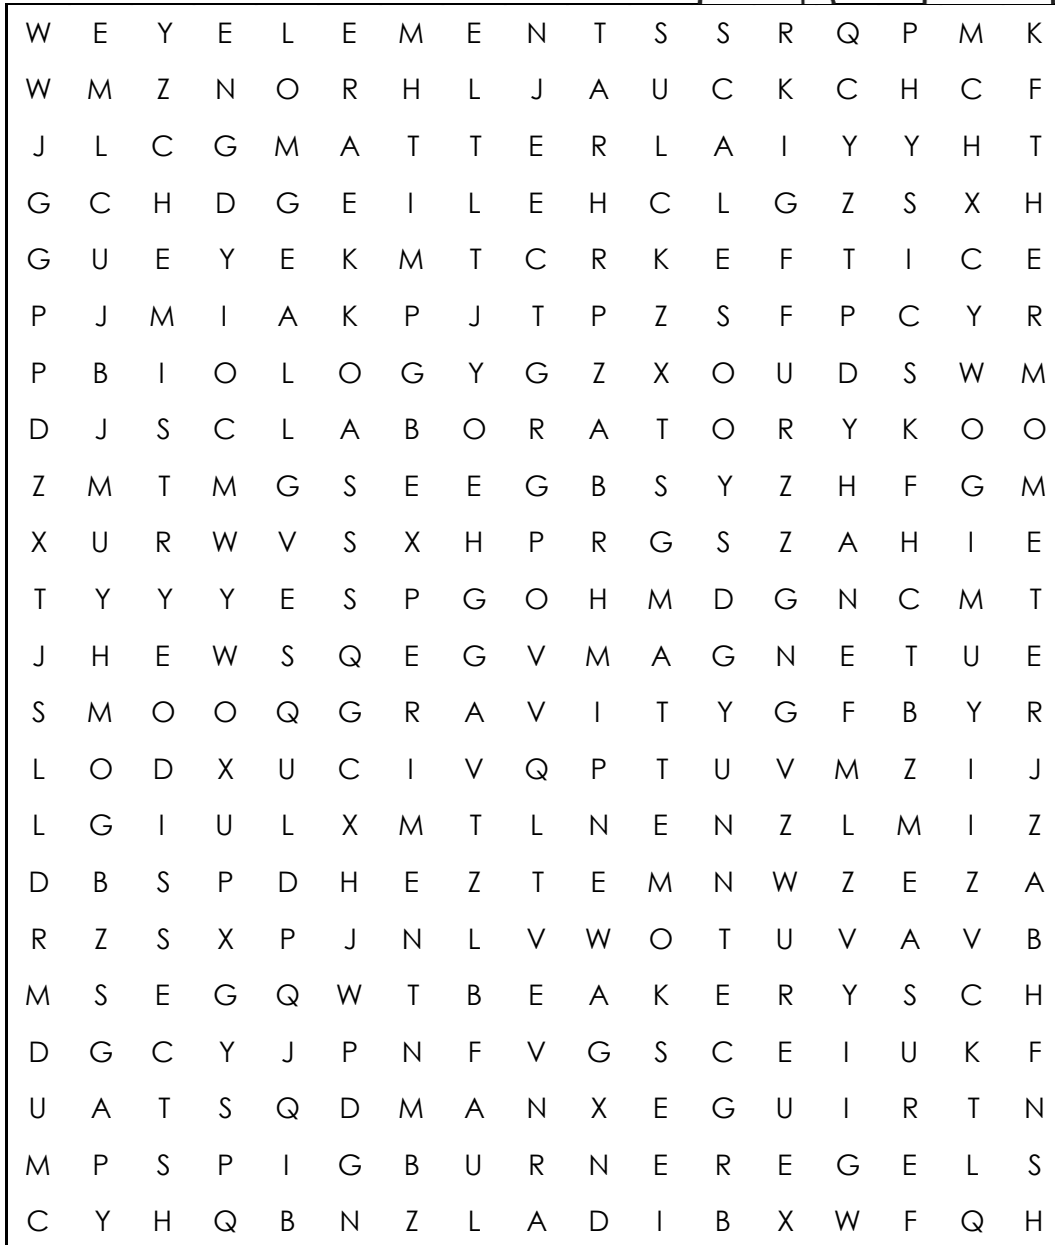 W E Y E L E M E N T S S R Q P M K
W M Z N O R H L J A U C K C H C F
J L C G M A T T E R L A I Y Y H T
G C H D G E I L E H C L G Z S X H
G U E Y E K M T C R K E F T I C E
P J M I A K P J T P Z S F P C Y R
P B I O L O G Y G Z X O U D S W M
D J S C L A B O R A T O R Y K O O
Z M T M G S E E G B S Y Z H F G M
X U R W V S X H P R G S Z A H I E
T Y Y Y E S P G O H M D G N C M T
J H E W S Q E G V M A G N E T U E
S M O O Q G R A V I T Y G F B Y R
L O D X U C I V Q P T U V M Z I J
L G I U L X M T L N E N Z L M I Z
D B S P D H E Z T E M N W Z E Z A
R Z S X P J N L V W O T U V A V B
M S E G Q W T B E A K E R Y S C H
D G C Y J P N F V G S C E I U K F
U A T S Q D M A N X E G U I R T N
M P S P I G B U R N E R E G E L S
C Y H Q B N Z L A D I B X W F Q H